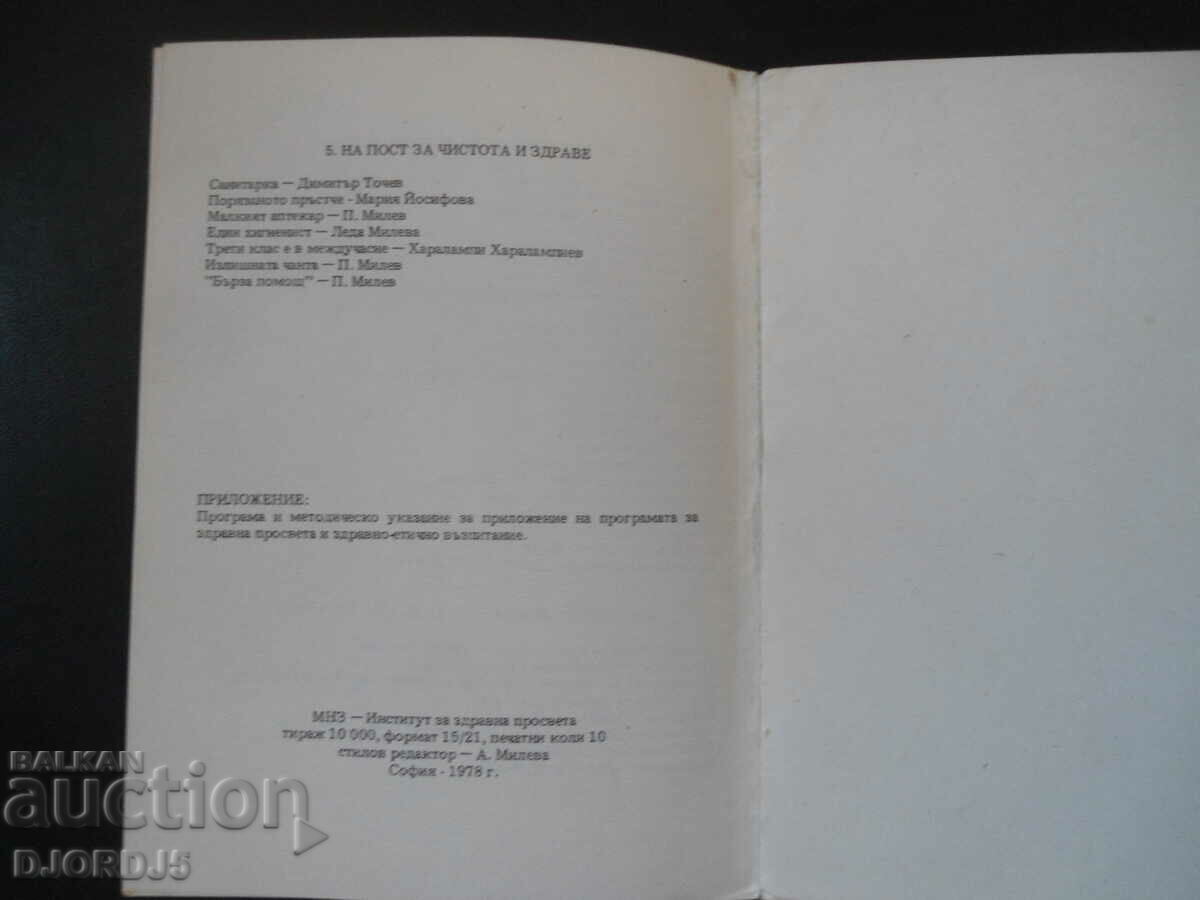 5. НА ПОСТ ЗА ЧИСТОТА И ЗДРАВЕ
Санитарка — Димитър Точев
Порязаното пръстче - Мария Йосифова
Малкият аптекар — П. Милев
Един хигиенист — Леда Милева
Трети клас е в междучасие — Харалампи Харалампиев
Излишната чанта — П. Милев
"Бърза помощ" — П. Милев
ПРИЛОЖЕНИЕ:
Програма и методическо указание за приложение на програмата за
здравна просвета и здравно-етично възпитание.
МНЗ — Институт за здравна просвета
тираж 10 000, формат 16/21, печатни коли 10
стилов редактор — А. Милева
София - 1978 г.
BALKAN
auction
DJORDJ5